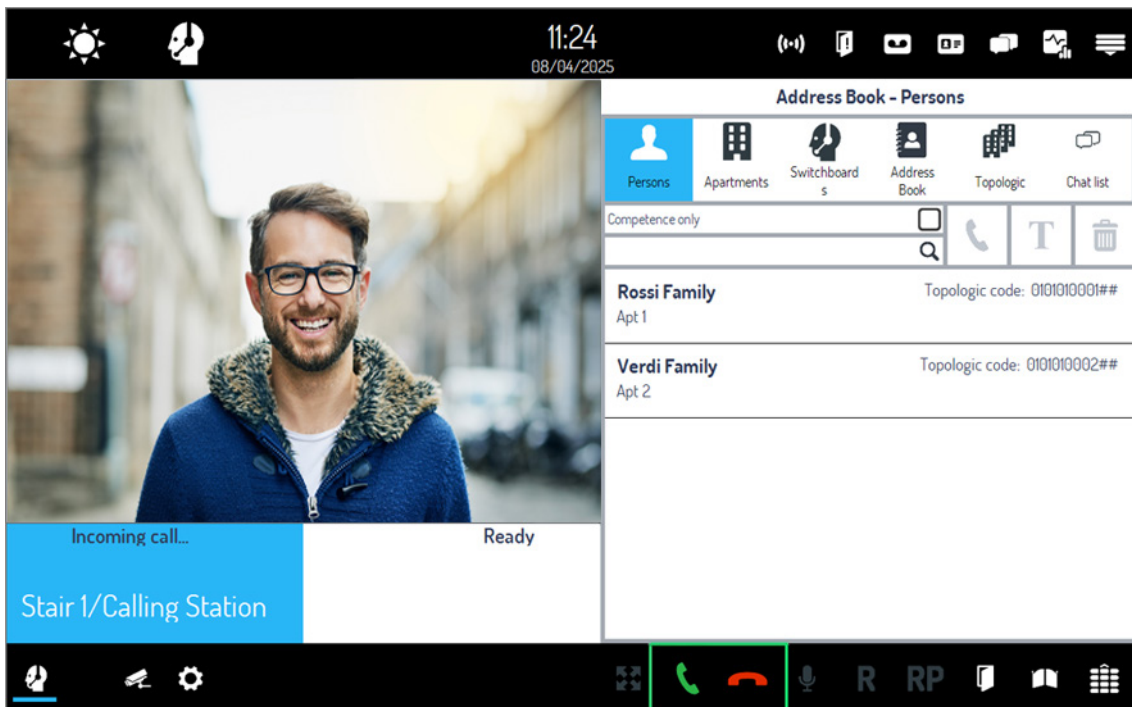 11:24
08/04/2025
Address Book - Persons
Persons
Apartments
Switchboard
s
Address
Book
Topologic
Chat list
Competence only
T
Rossi Family
Topologic code: 0101010001##
Apt 1
Verdi Family
Topologic code: 0101010002##
Apt 2
Incoming call...
Ready
Stair 1/Calling Station
R
RP